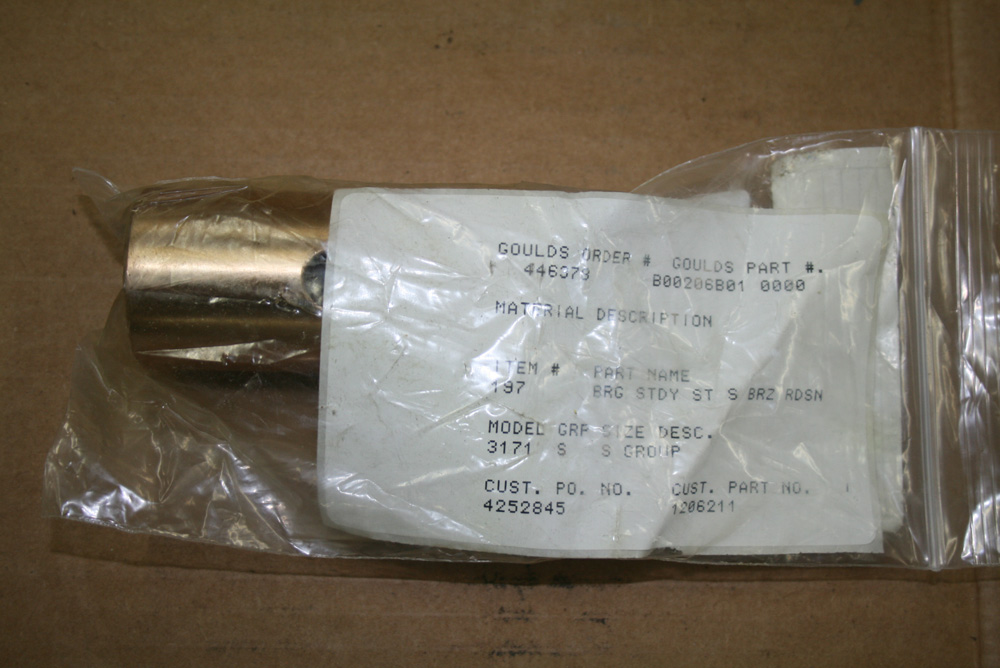 GOULDS ORDER # GOULDS PART #.
B00206B01 0000
MATERIAL DESCRIPTION
ITEM # PART NAME
197 BRG STDY ST S BRZ RDSN
MODEL GRP SIZE DESC.
3171 S S GROUP
CUST. PO. NO. CUST. PART NO.
4252845 1206211